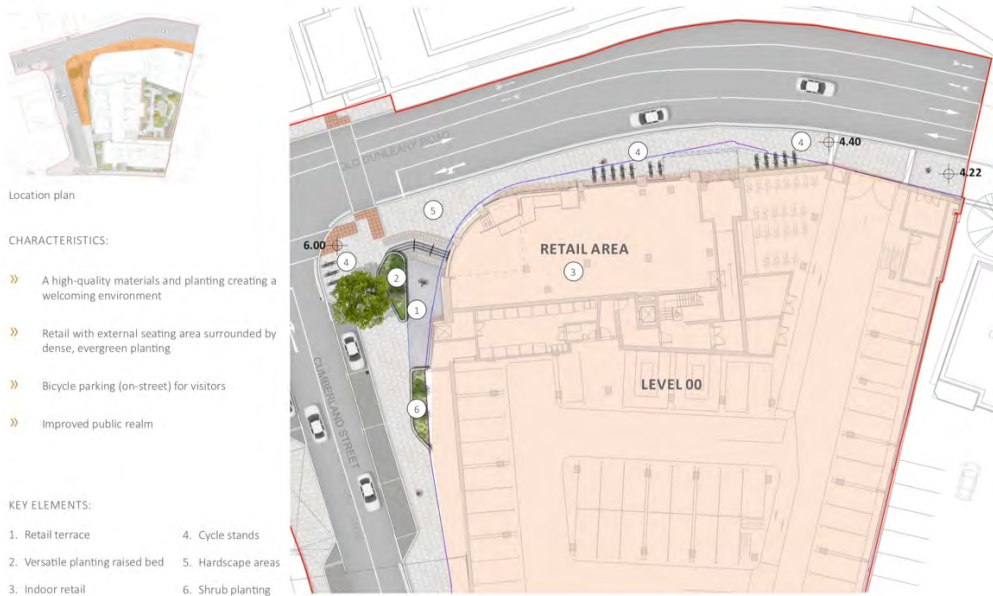 Location plan
CHARACTERISTICS:
» A high-quality materials and planting creating a
welcoming environment
» Retail with external seating area surrounded by
dense, evergreen planting
» Bicycle parking (on-street) for visitors
» Improved public realm
KEY ELEMENTS:
1. Retail terrace
2. Versatile planting raised bed
3. Indoor retail
4. Cycle stands
5. Hardscape areas
6. Shrub planting
OLD DUNLEARY ROAD
4
4
4.40
4.22
5
6.00
4
2
RETAIL AREA
3
1
LEVEL 00
6
CUMBERLAND STREET